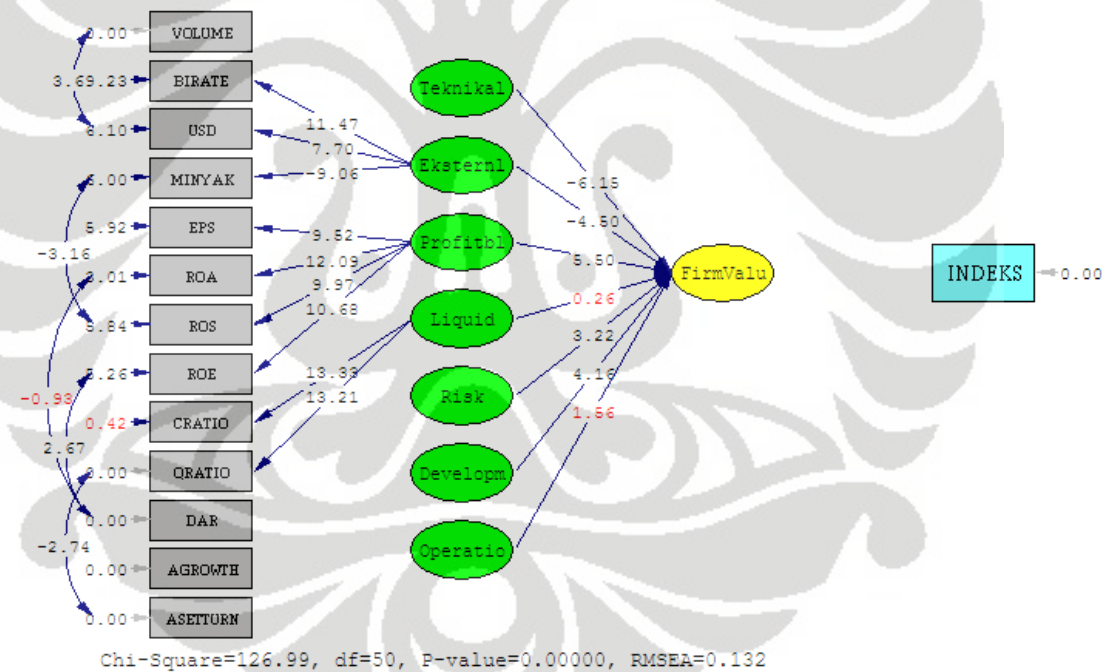 0.00 VOLUME
3.69.23 BIRATE
6.10 USD
MINYAK
5.92 EPS
-3.16
ROA
5.84 ROS
ROE
-0.93
0.42 CRATIO
2.67
0.00 QRATIO
0.00 DAR
-2.74
0.00 AGROWTH
0.00 ASETTURN
11.47
7.70
-9.06
9.52
12.09
9.97
10.68
13.33
13.21
Teknikal
Eksternl
Profitbl
Liquid
Risk
Developm
Operatio
-6.15
-4.50
5.50
0.26
3.22
4.16
1.56
FirmValu
INDEKS 0.00
Chi-Square=126.99, df=50, P-value=0.00000, RMSEA=0.132